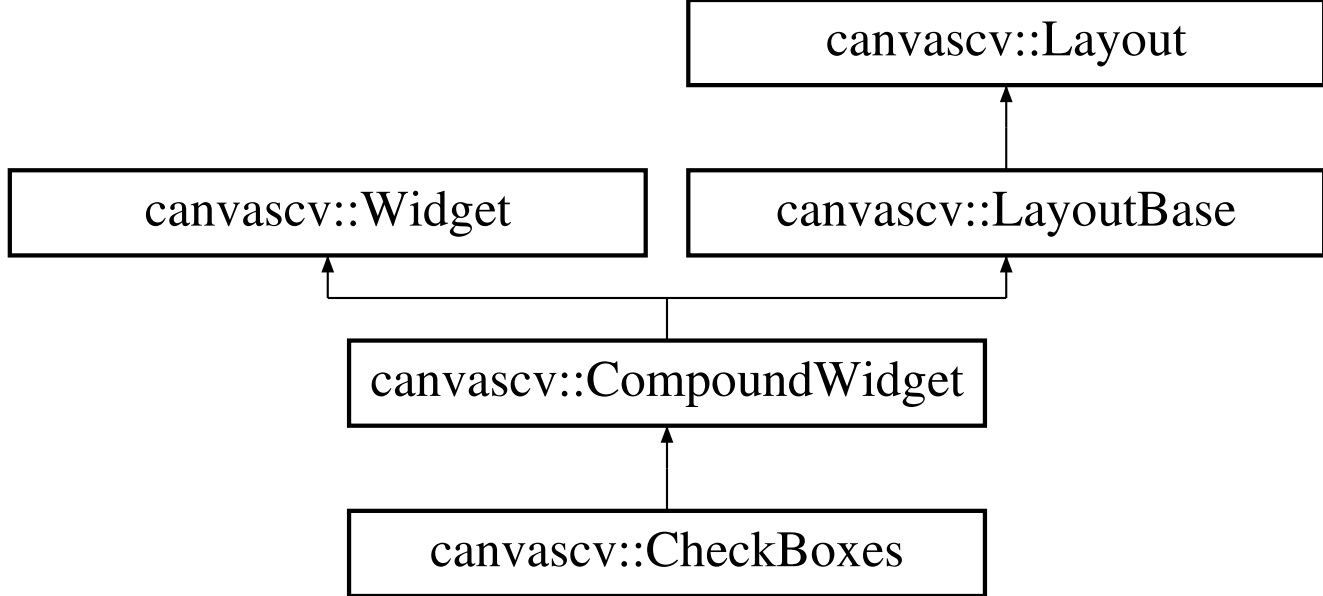 canvascv::Layout
canvascv::Widget
canvascv::LayoutBase
canvascv::CompoundWidget
canvascv::CheckBoxes